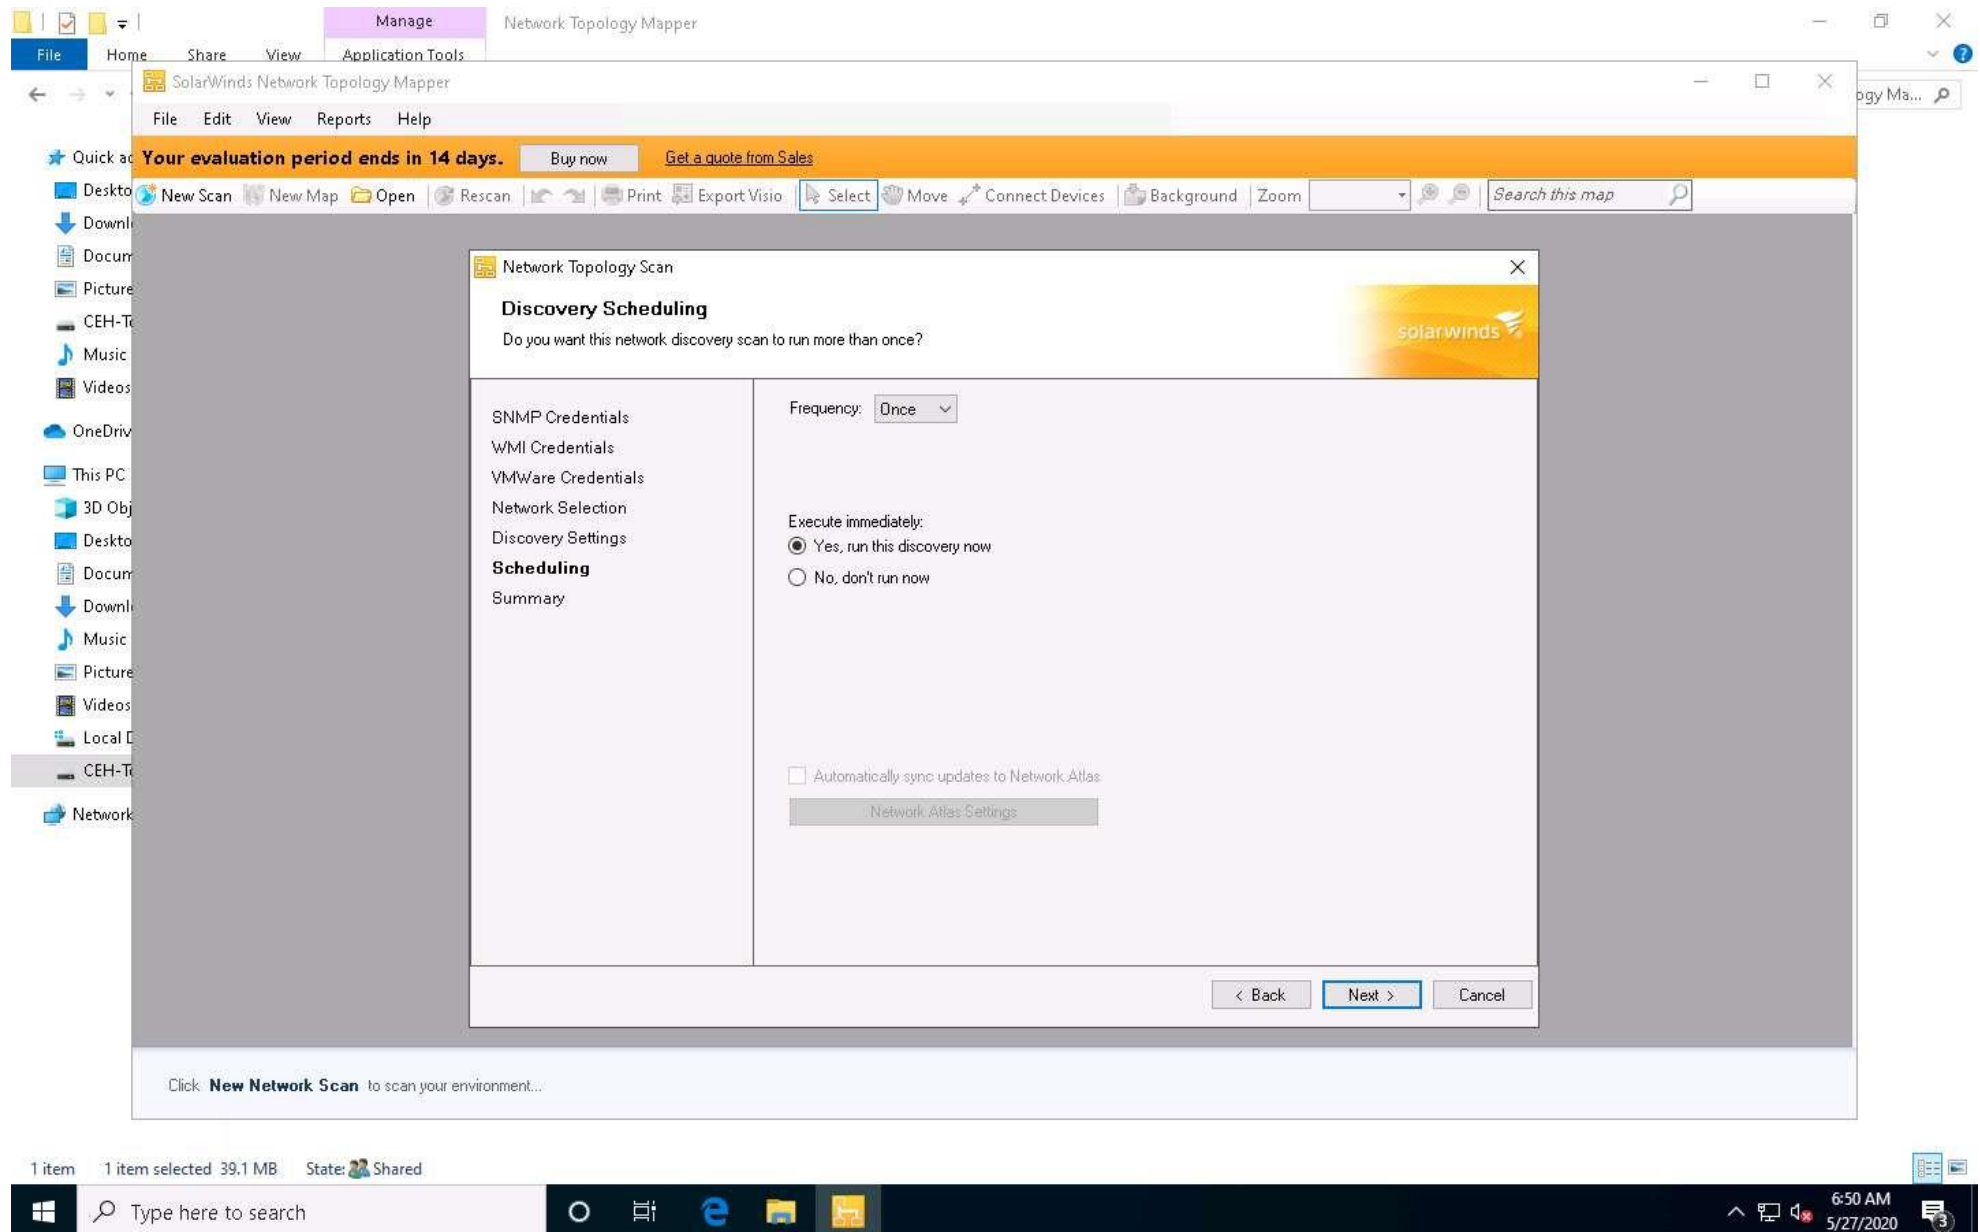 Manage
Network Topology Mapper
File Home Share View Application Tools
SolarWinds Network Topology Mapper
ogy Ma...
File Edit View Reports Help
Your evaluation period ends in 14 days. Buy now Get a quote from Sales
New Scan New Map Open Rescan Print Export Visio Select Move Connect Devices Background Zoom Search this map
Quick ac
Deskto
Downl
Docum
Picture
CEH-To
Music
Videos
OneDriv
This PC
3D Obj
Deskto
Docum
Downl
Music
Picture
Videos
Local D
CEH-To
Network
Network Topology Scan
Discovery Scheduling
Do you want this network discovery scan to run more than once?
solarwinds
SNMP Credentials
WMI Credentials
VMWare Credentials
Network Selection
Discovery Settings
Scheduling
Summary
Frequency: Once
Execute immediately:
Yes, run this discovery now
No, don't run now
Automatically sync updates to Network Atlas
Network Atlas Settings
< Back Next > Cancel
Click New Network Scan to scan your environment...
1 item 1 item selected 39.1 MB State: Shared
Type here to search
6:50 AM
5/27/2020
3